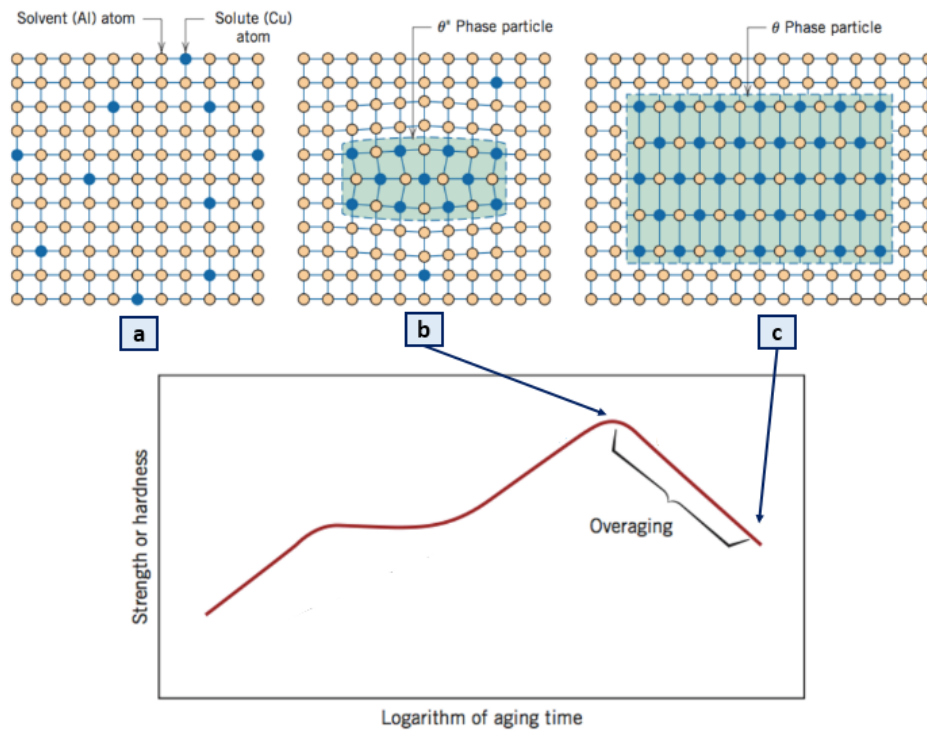 Solvent (Al) atom
Solute (Cu)
atom
θ" Phase particle
θ Phase particle
a
b
c
Strength or hardness
Overaging
Logarithm of aging time